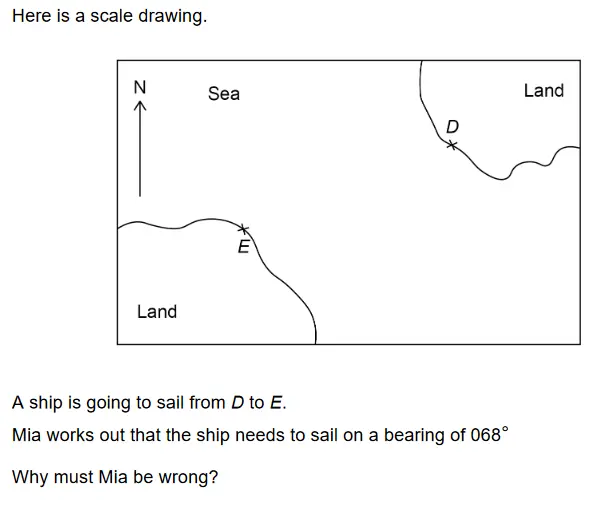 Here is a scale drawing.
N
Sea
Land
D
E
Land
A ship is going to sail from D to E.
Mia works out that the ship needs to sail on a bearing of 068°
Why must Mia be wrong?